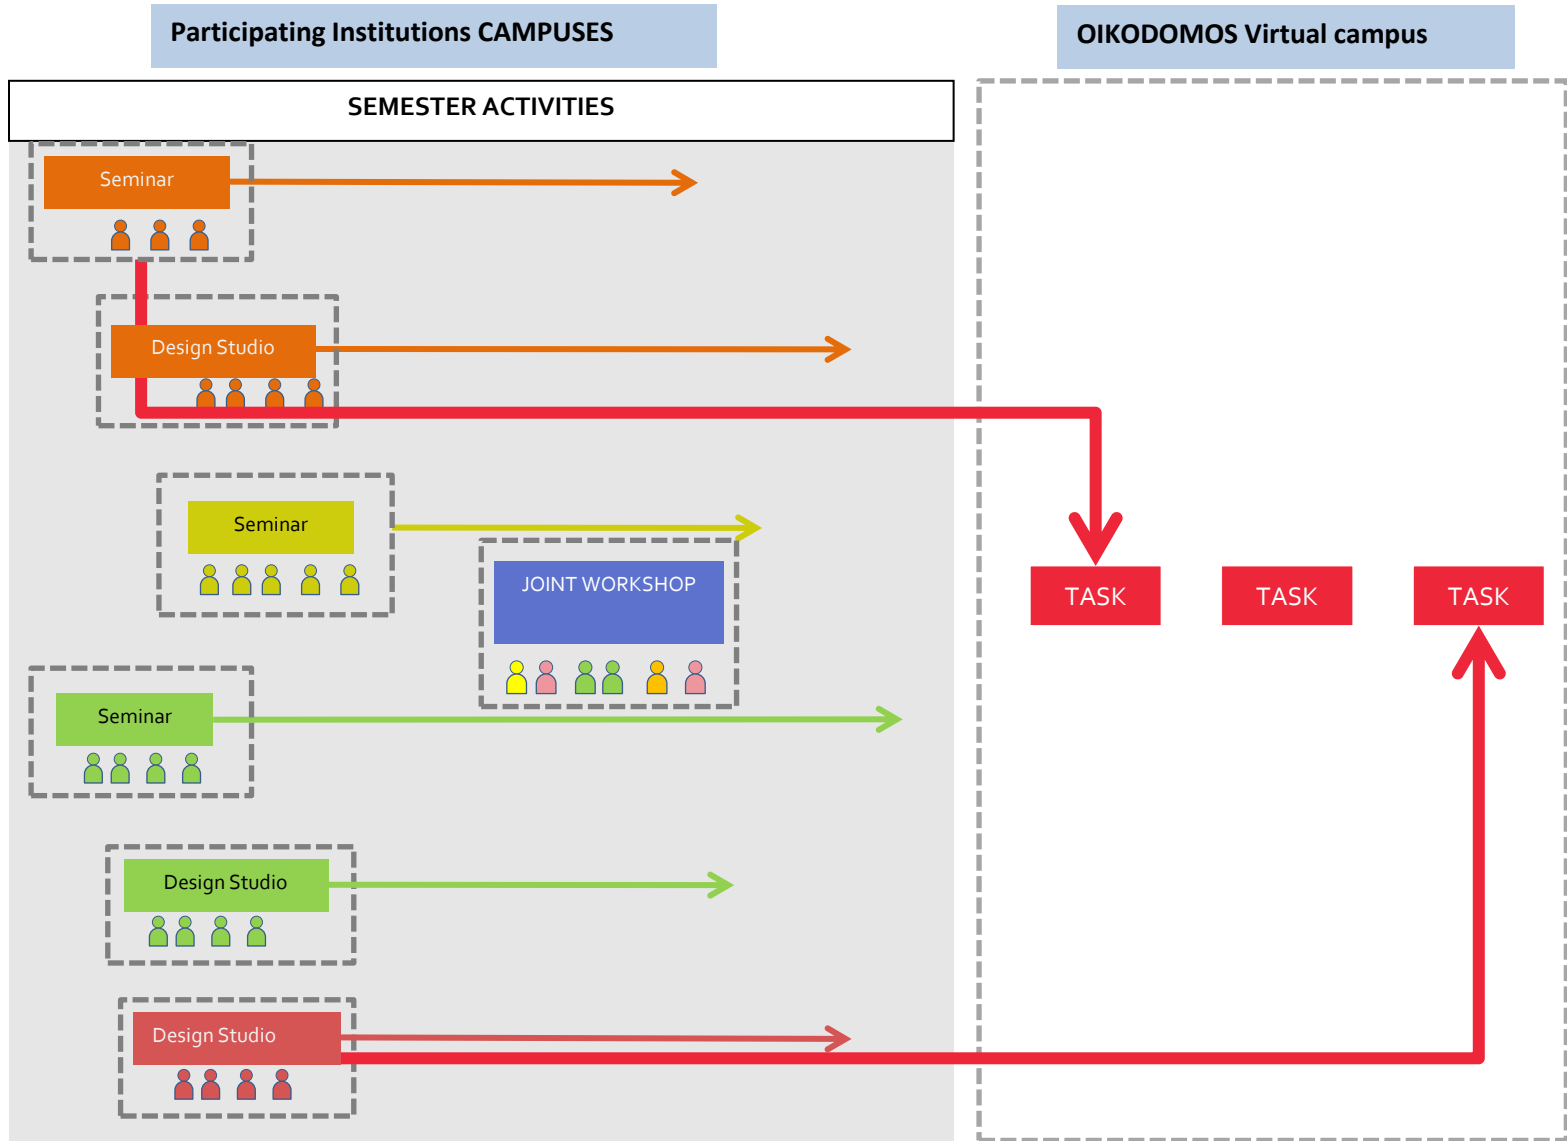 Participating Institutions CAMPUSES
OIKODOMOS Virtual campus
SEMESTER ACTIVITIES
Seminar
Design Studio
Seminar
JOINT WORKSHOP
TASK
TASK
TASK
Seminar
Design Studio
Design Studio